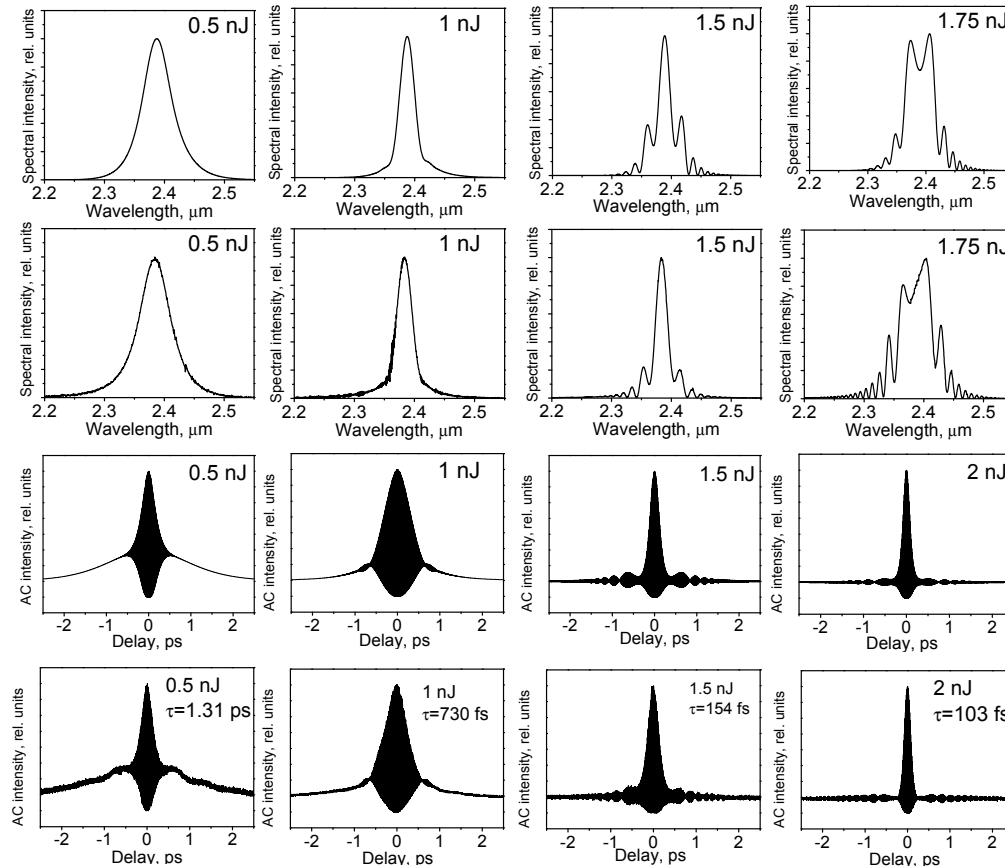 Spectral intensity, rel. units
0.5 nJ
2.2 2.3 2.4 2.5
Wavelength, μm
Spectral intensity, rel. units
1 nJ
2.2 2.3 2.4 2.5
Wavelength, μm
Spectral intensity, rel. units
1.5 nJ
2.2 2.3 2.4 2.5
Wavelength, μm
Spectral intensity, rel. units
1.75 nJ
2.2 2.3 2.4 2.5
Wavelength, μm
Spectral intensity, rel. units
0.5 nJ
2.2 2.3 2.4 2.5
Wavelength, μm
Spectral intensity, rel. units
1 nJ
2.2 2.3 2.4 2.5
Wavelength, μm
Spectral intensity, rel. units
1.5 nJ
2.2 2.3 2.4 2.5
Wavelength, μm
Spectral intensity, rel. units
1.75 nJ
2.2 2.3 2.4 2.5
Wavelength, μm
AC intensity, rel. units
0.5 nJ
-2 -1 0 1 2
Delay, ps
AC intensity, rel. units
1 nJ
-2 -1 0 1 2
Delay, ps
AC intensity, rel. units
1.5 nJ
-2 -1 0 1 2
Delay, ps
AC intensity, rel. units
2 nJ
-2 -1 0 1 2
Delay, ps
AC intensity, rel. units
0.5 nJ
τ=1.31 ps
-2 -1 0 1 2
Delay, ps
AC intensity, rel. units
1 nJ
τ=730 fs
-2 -1 0 1 2
Delay, ps
AC intensity, rel. units
1.5 nJ
τ=154 fs
-2 -1 0 1 2
Delay, ps
AC intensity, rel. units
2 nJ
τ=103 fs
-2 -1 0 1 2
Delay, ps